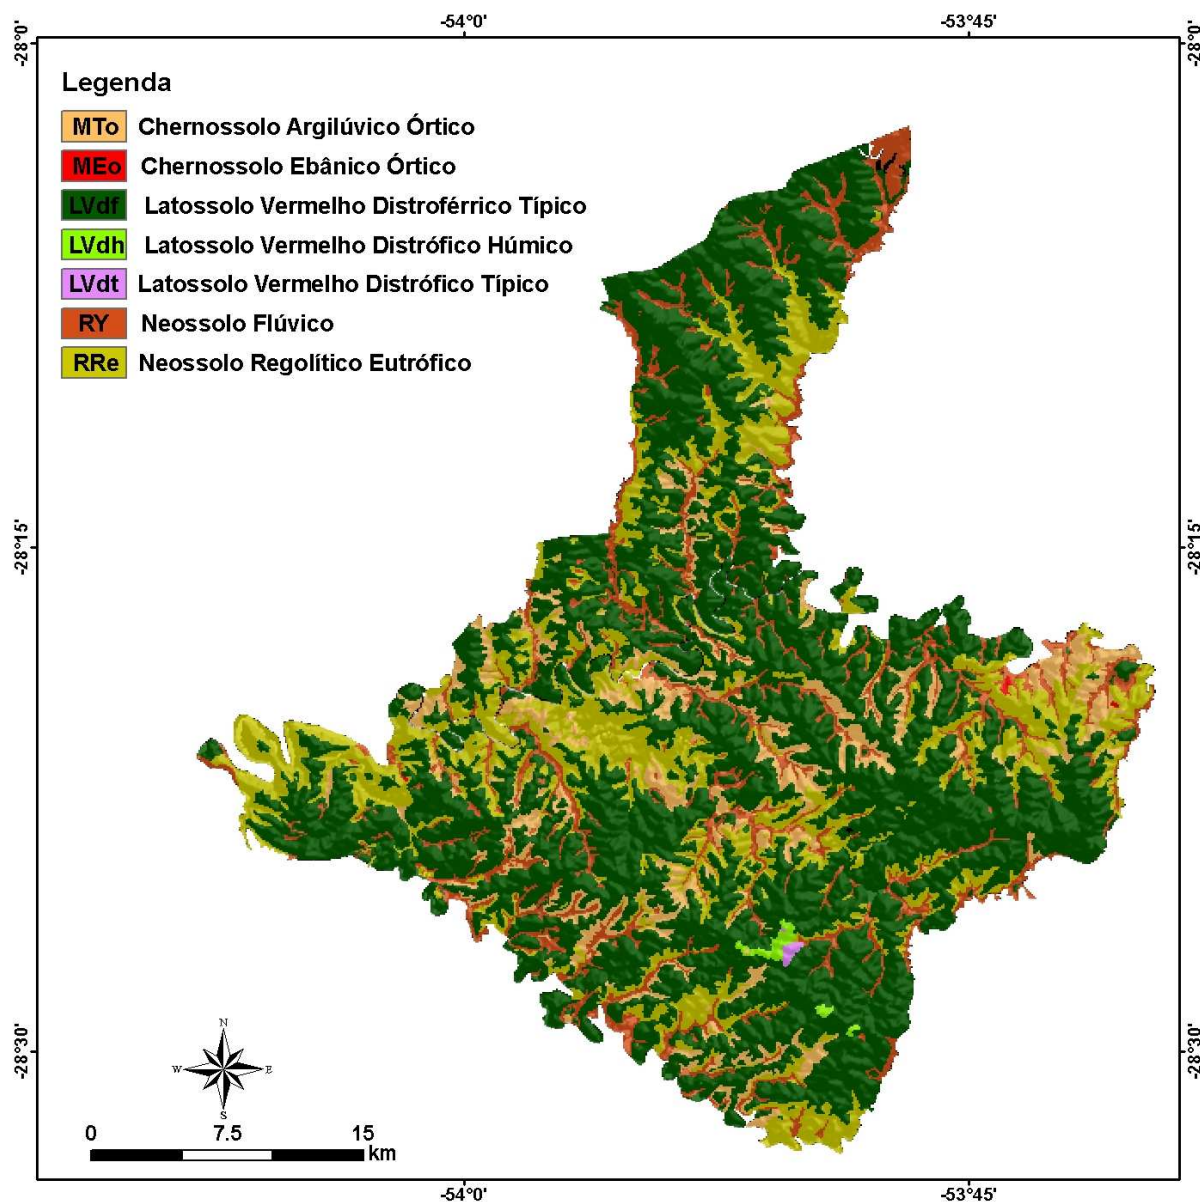 -54°0' -53°45'
-28°0' -28°0'
Legenda
MTo Chernossolo Argilúvico Órtico
MEo Chernossolo Ebânico Órtico
LVdf Latossolo Vermelho Distroférrico Típico
LVdh Latossolo Vermelho Distrófico Húmico
LVdt Latossolo Vermelho Distrófico Típico
RY Neossolo Flúvico
RRe Neossolo Regolítico Eutrófico
-28°15' -28°15'
-28°30' -28°30'
N
W E
S
0 7.5 15
km
-54°0' -53°45'